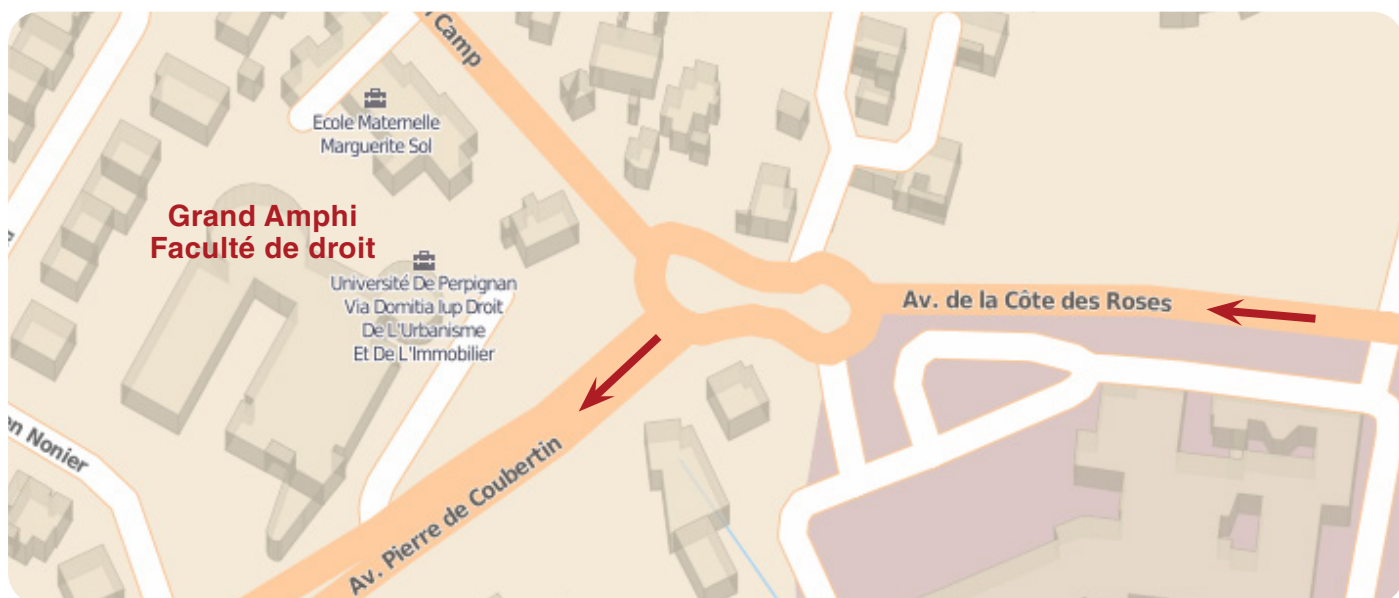 Camp
Ecole Maternelle
Marguerite Sol
Grand Amphi
Faculté de droit
Université De Perpignan
Via Domitia Iup Droit
De L'Urbanisme
Et De L'Immobilier
Av. de la Côte des Roses
en Nonier
Av. Pierre de Coubertin